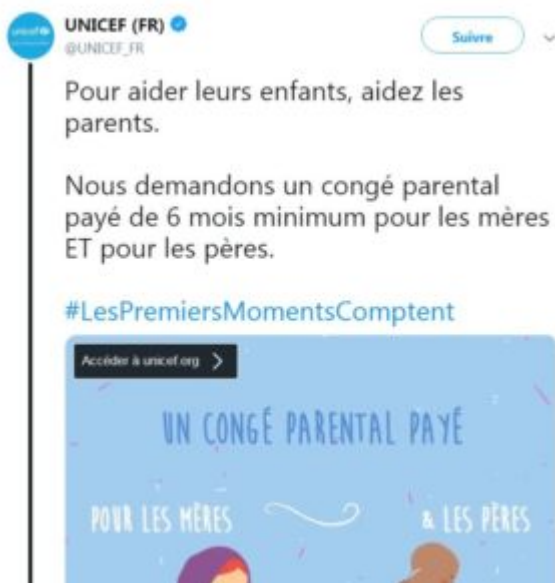 UNICEF (FR)
@UNICEF_FR
Suivre
Pour aider leurs enfants, aidez les
parents.
Nous demandons un congé parental
payé de 6 mois minimum pour les mères
ET pour les pères.
#LesPremiersMomentsComptent
Accéder à unicef.org
UN CONGÉ PARENTAL PAYÉ
POUR LES MÈRES
& LES PÈRES